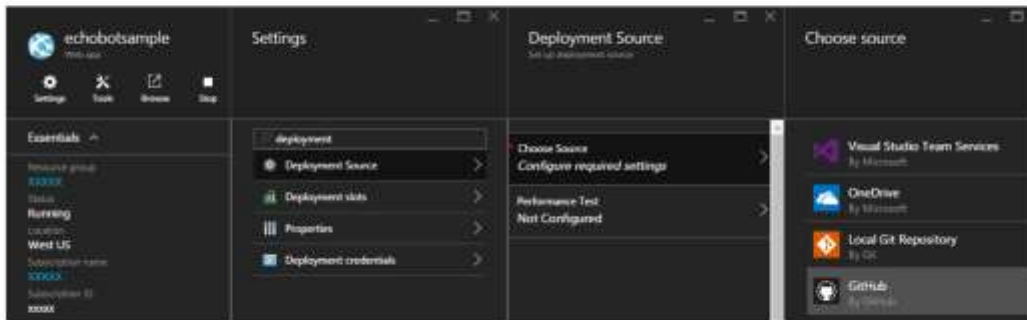 echobotsample
Web app
Settings
Tools
Browse
Stop
Essentials
Resource group
XXXXX
Status
Running
Location
West US
Subscription name
XXXXX
Subscription ID
xxxxx
Settings
deployment
Deployment Source
Deployment slots
Properties
Deployment credentials
Deployment Source
Set up deployment source
Choose Source
Configure required settings
Performance Test
Not Configured
Choose source
Visual Studio Team Services
By Microsoft
OneDrive
By Microsoft
Local Git Repository
By Git
GitHub
By GitHub